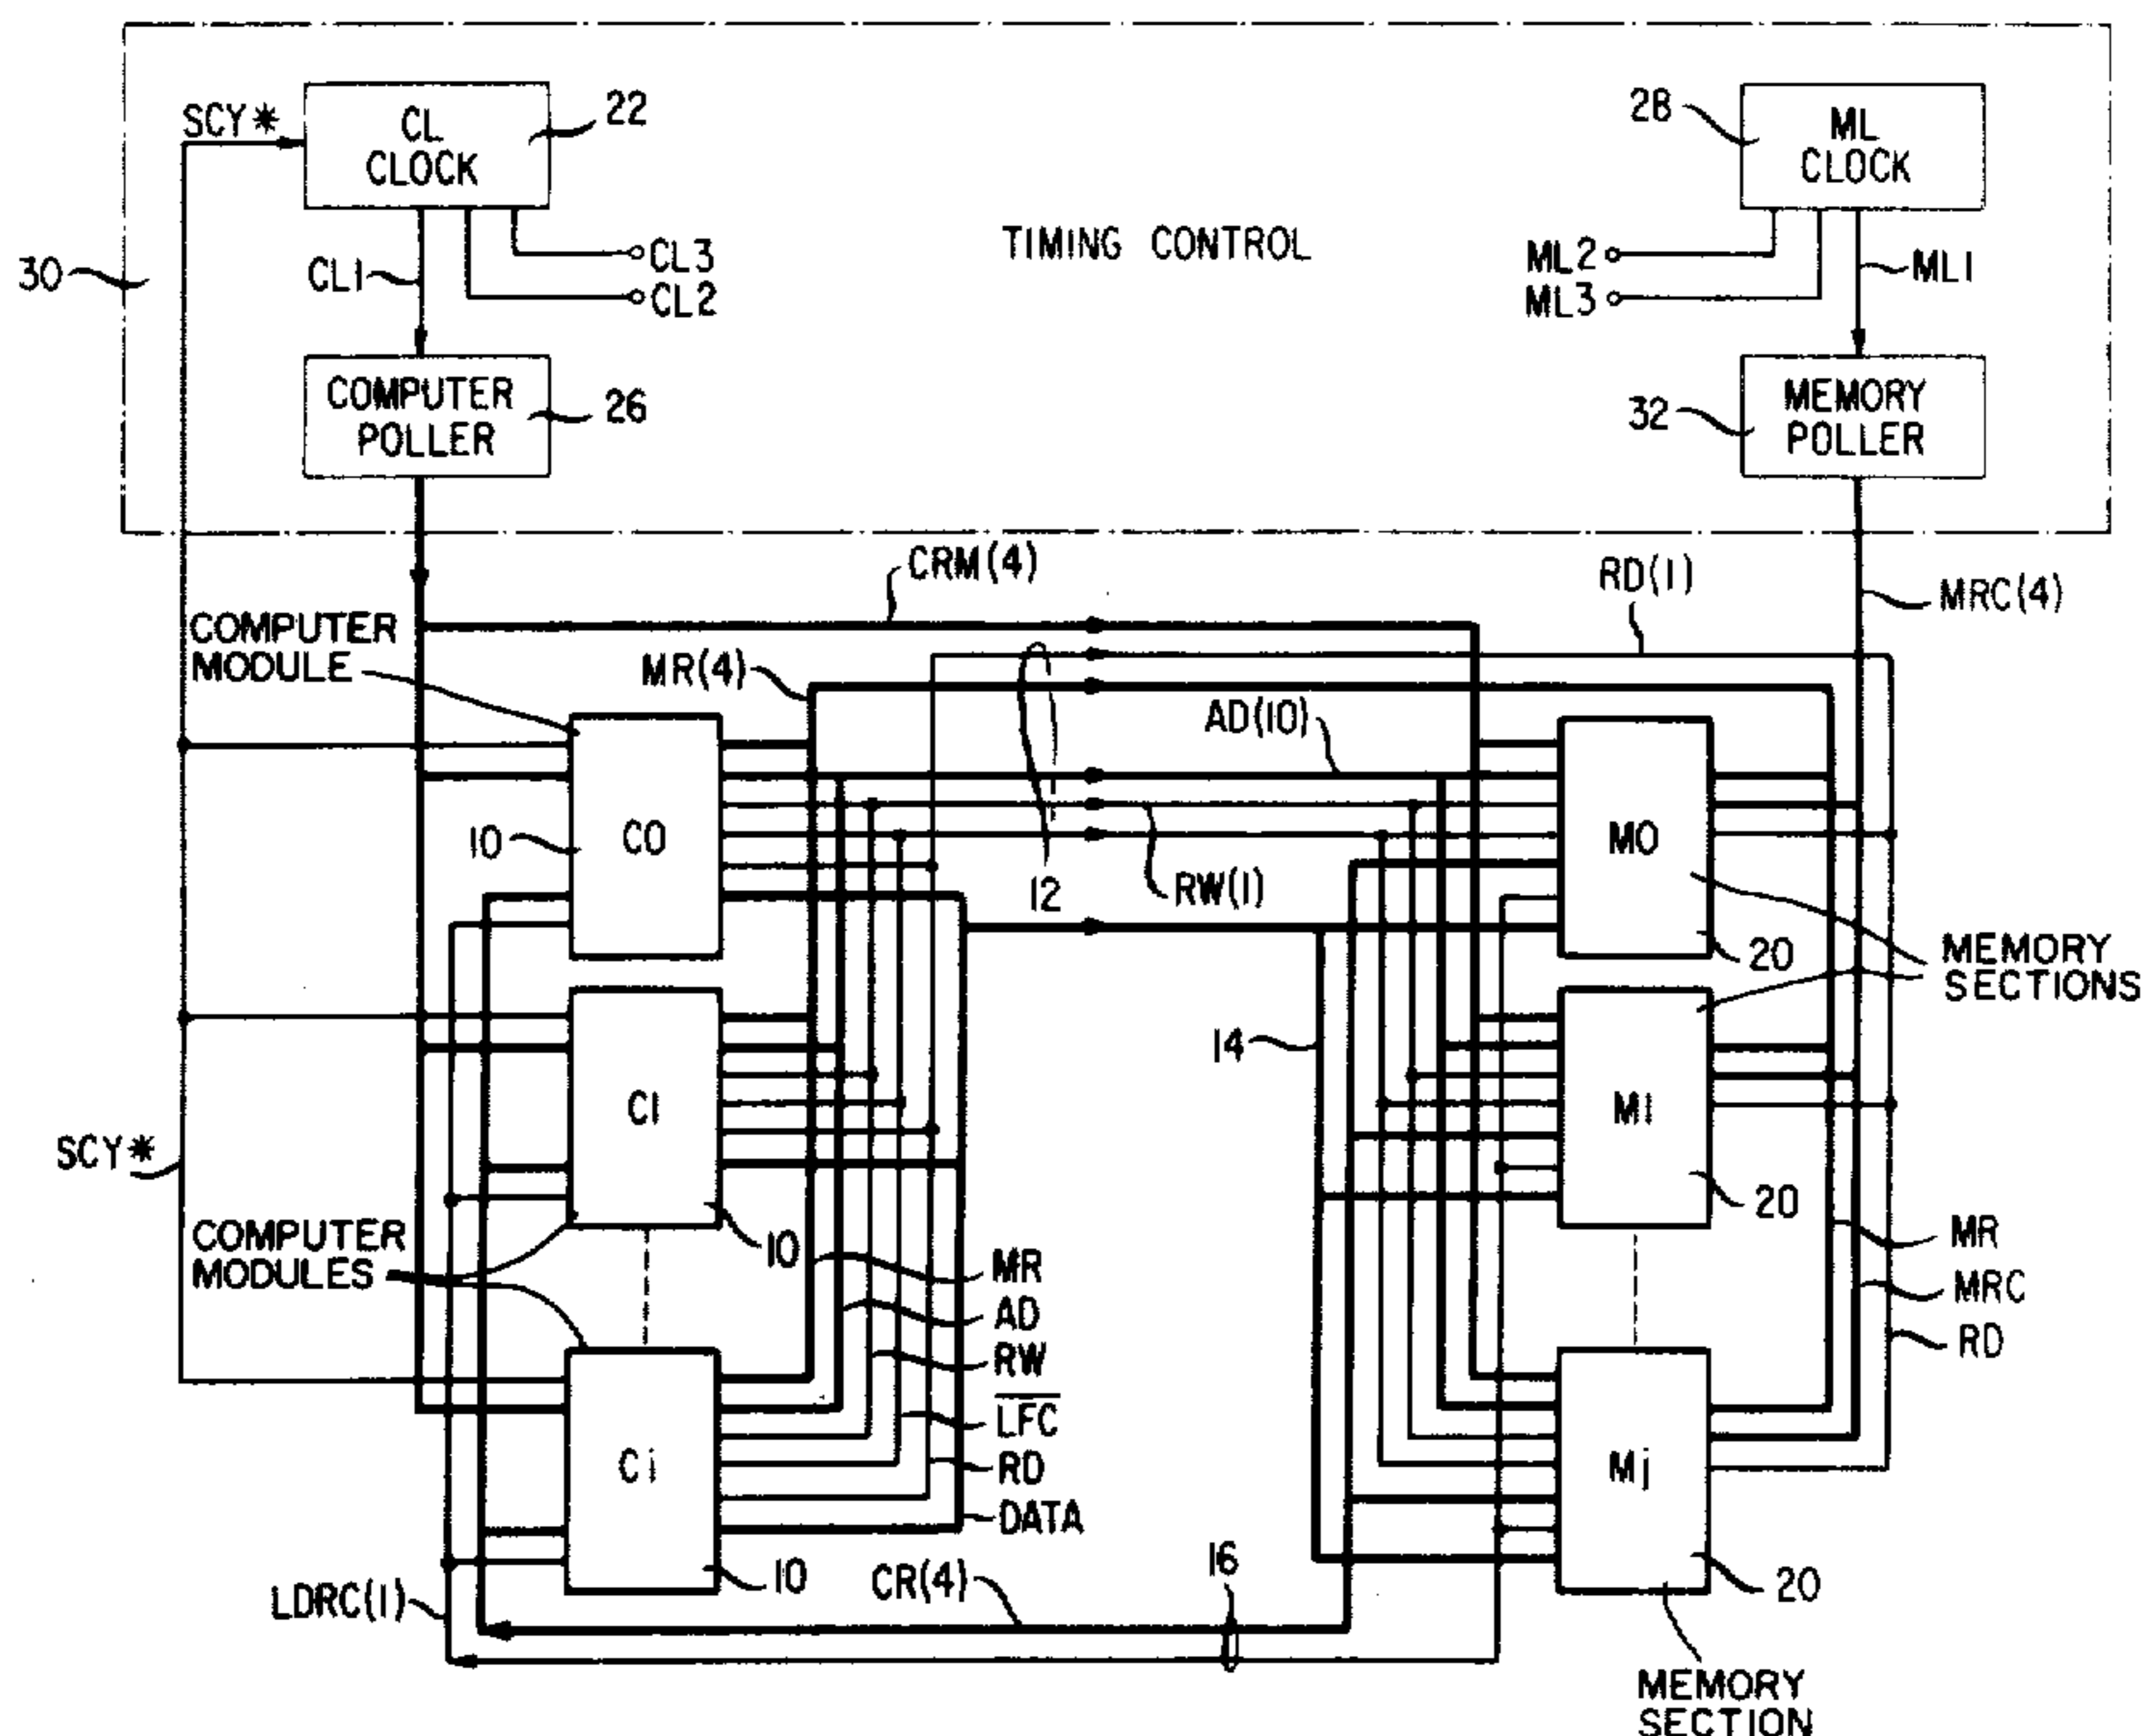 SCY*
CL
CLOCK
22
28
ML
CLOCK
TIMING CONTROL
30
CL1
CL3
CL2
ML2
ML3
ML1
COMPUTER
POLLER
26
32
MEMORY
POLLER
CRM(4)
RD(1)
MRC(4)
COMPUTER
MODULE
MR(4)
AD(10)
10
C0
12
RW(1)
M0
20
MEMORY
SECTIONS
14
C1
M1
SCY*
10
20
COMPUTER
MODULES
MR
AD
RW
LFC
RD
DATA
MR
MRC
RD
Ci
Mj
10
20
LDRC(1)
CR(4)
16
MEMORY
SECTION